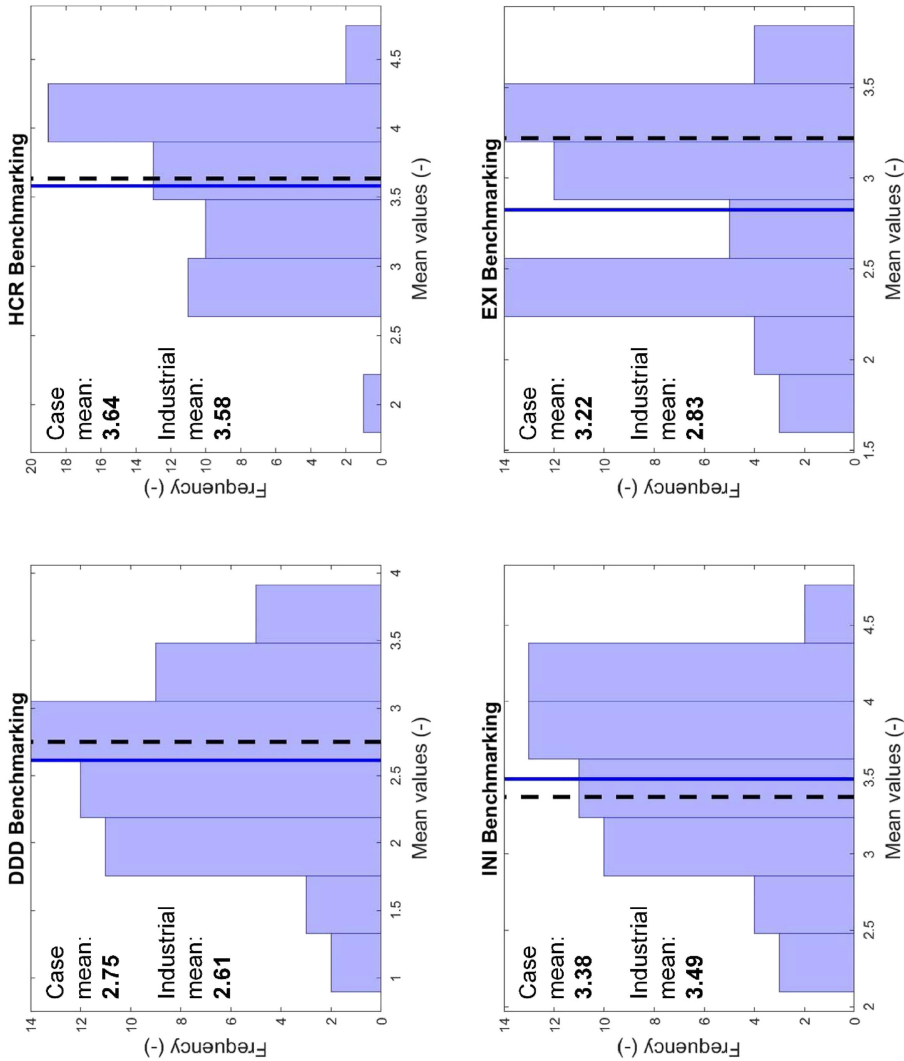 DDD Benchmarking
14
12
10
8
6
4
2
0
Frequency (-)
Case
mean:
2.75
Industrial
mean:
2.61
1
1.5
2
2.5
3
3.5
4
Mean values (-)
HCR Benchmarking
20
18
16
14
12
10
8
6
4
2
0
Frequency (-)
Case
mean:
3.64
Industrial
mean:
3.58
2
2.5
3
3.5
4
4.5
Mean values (-)
INI Benchmarking
14
12
10
8
6
4
2
0
Frequency (-)
Case
mean:
3.38
Industrial
mean:
3.49
2
2.5
3
3.5
4
4.5
Mean values (-)
EXI Benchmarking
14
12
10
8
6
4
2
0
Frequency (-)
Case
mean:
3.22
Industrial
mean:
2.83
1.5
2
2.5
3
3.5
Mean values (-)